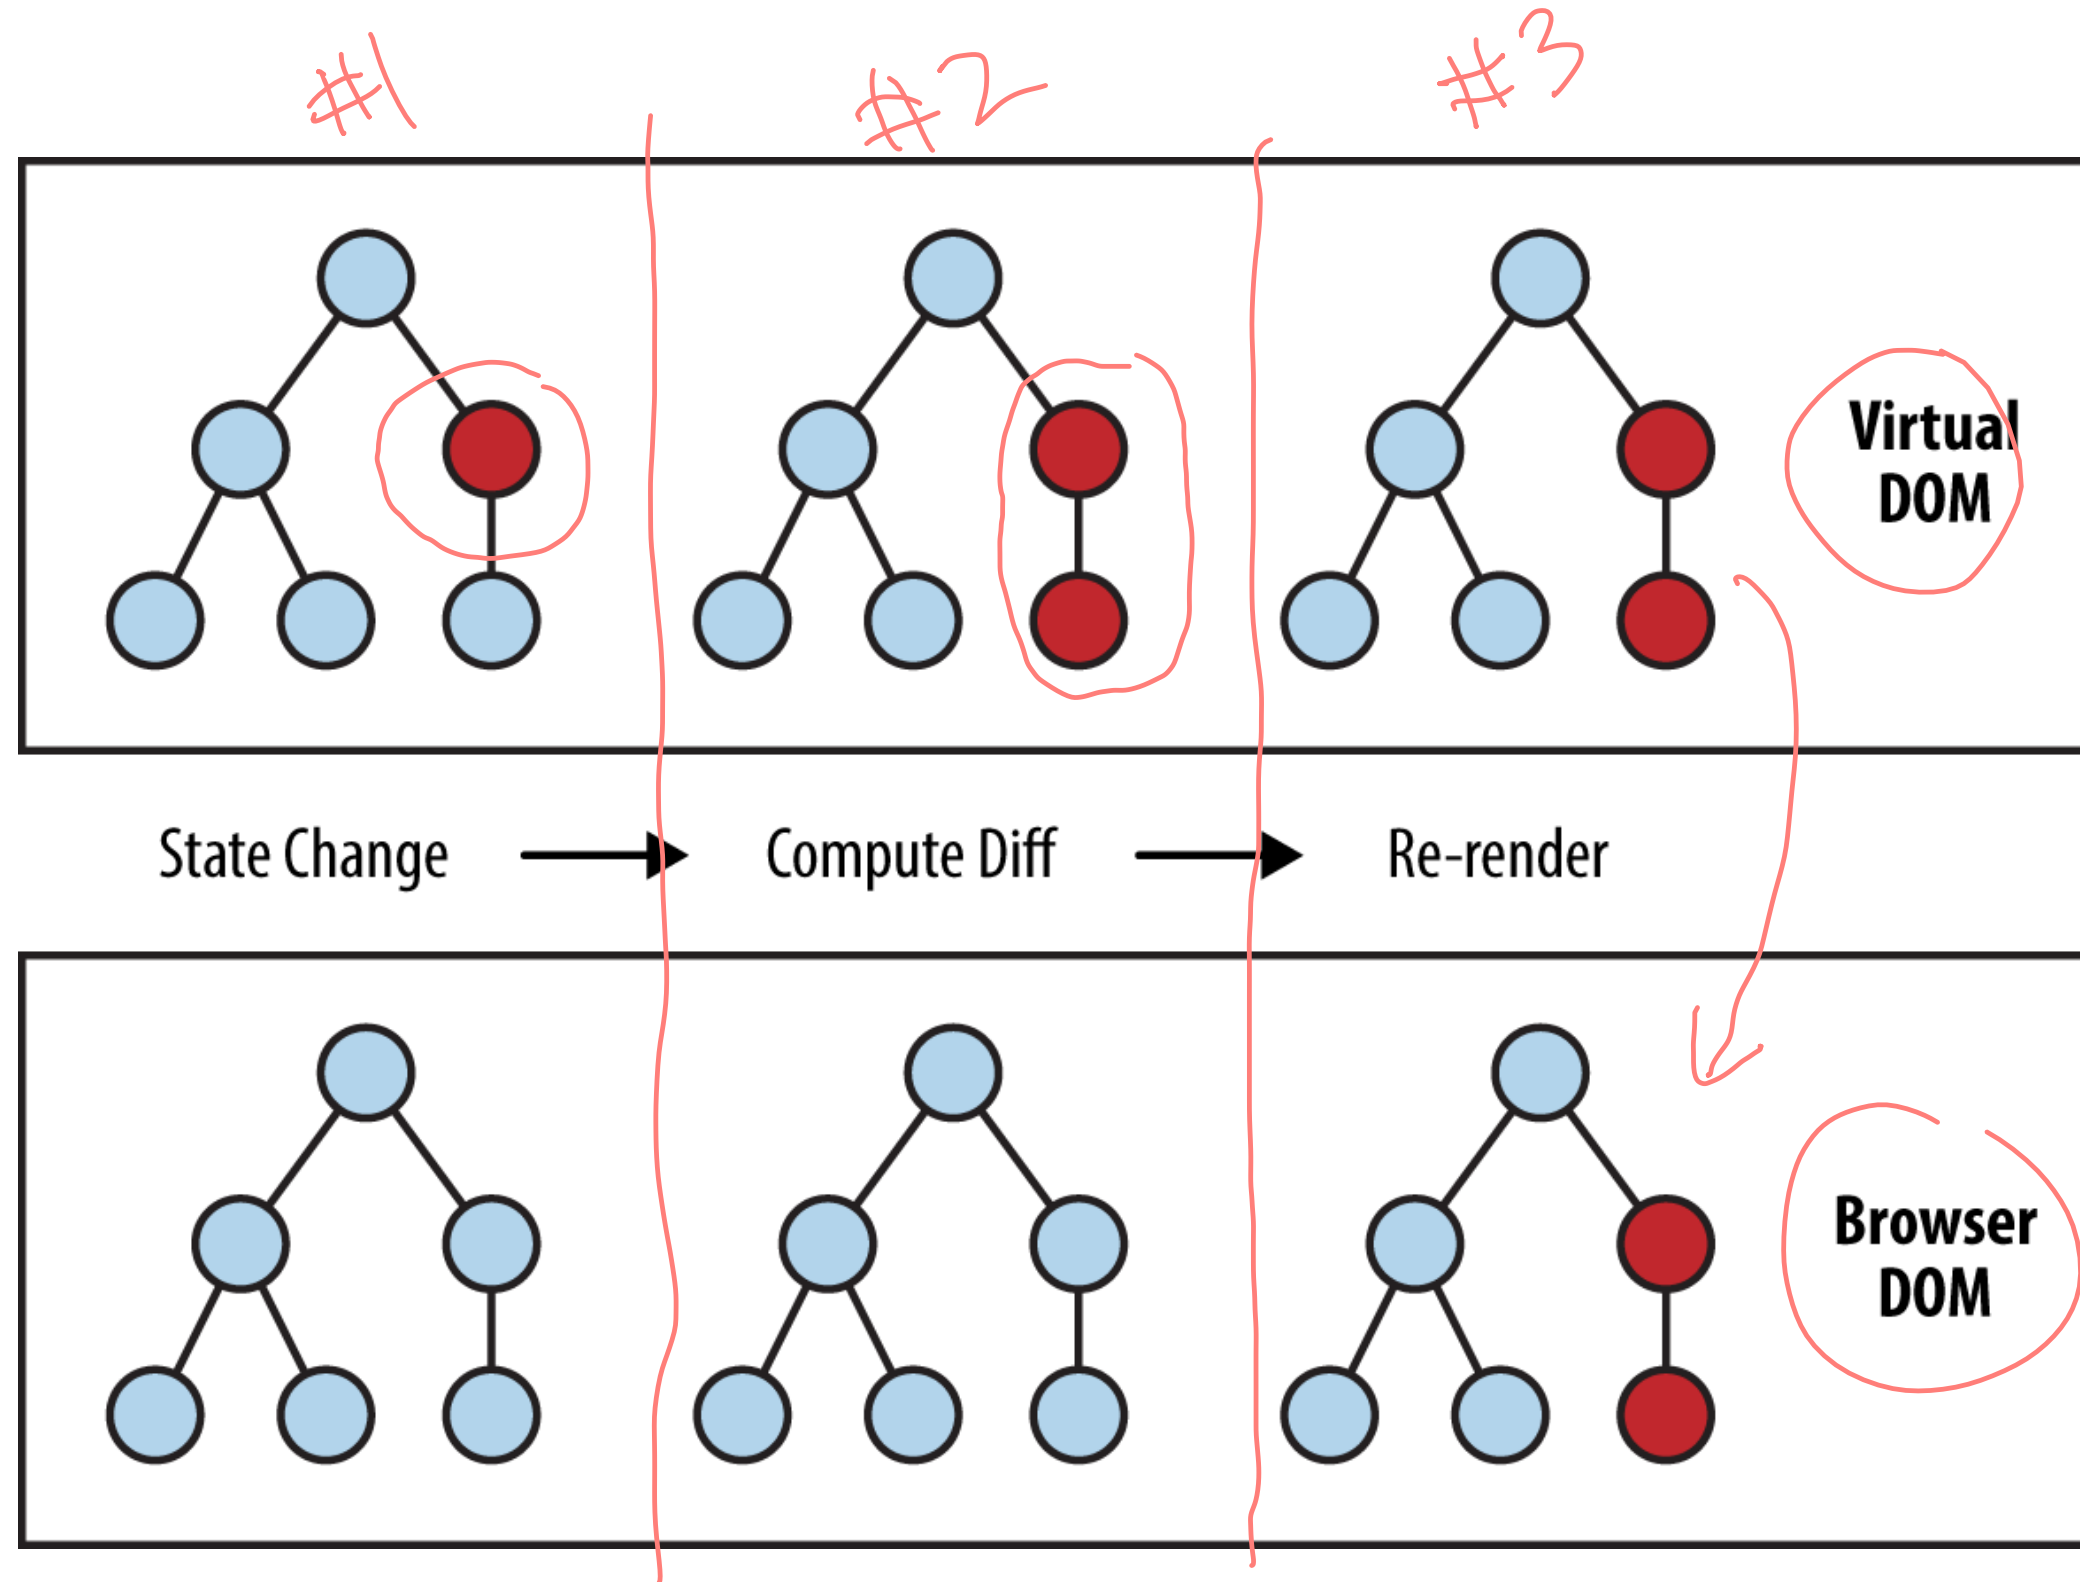 #1
#2
#3
Virtual
DOM
State Change
Compute Diff
Re-render
Browser
DOM